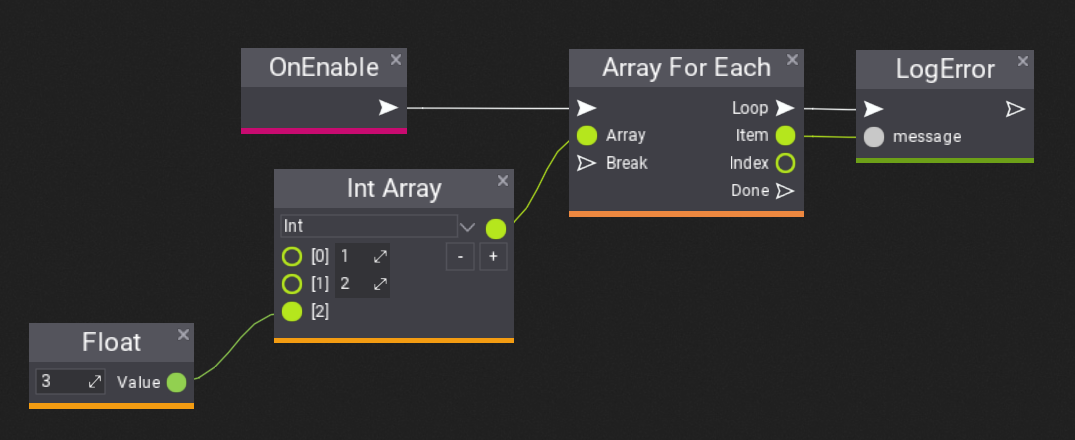 OnEnable
Array For Each
Loop
Array
Item
Break
Index
Done
LogError
message
Int Array
Int
[0] 1
- +
[1] 2
[2]
Float
3 Value